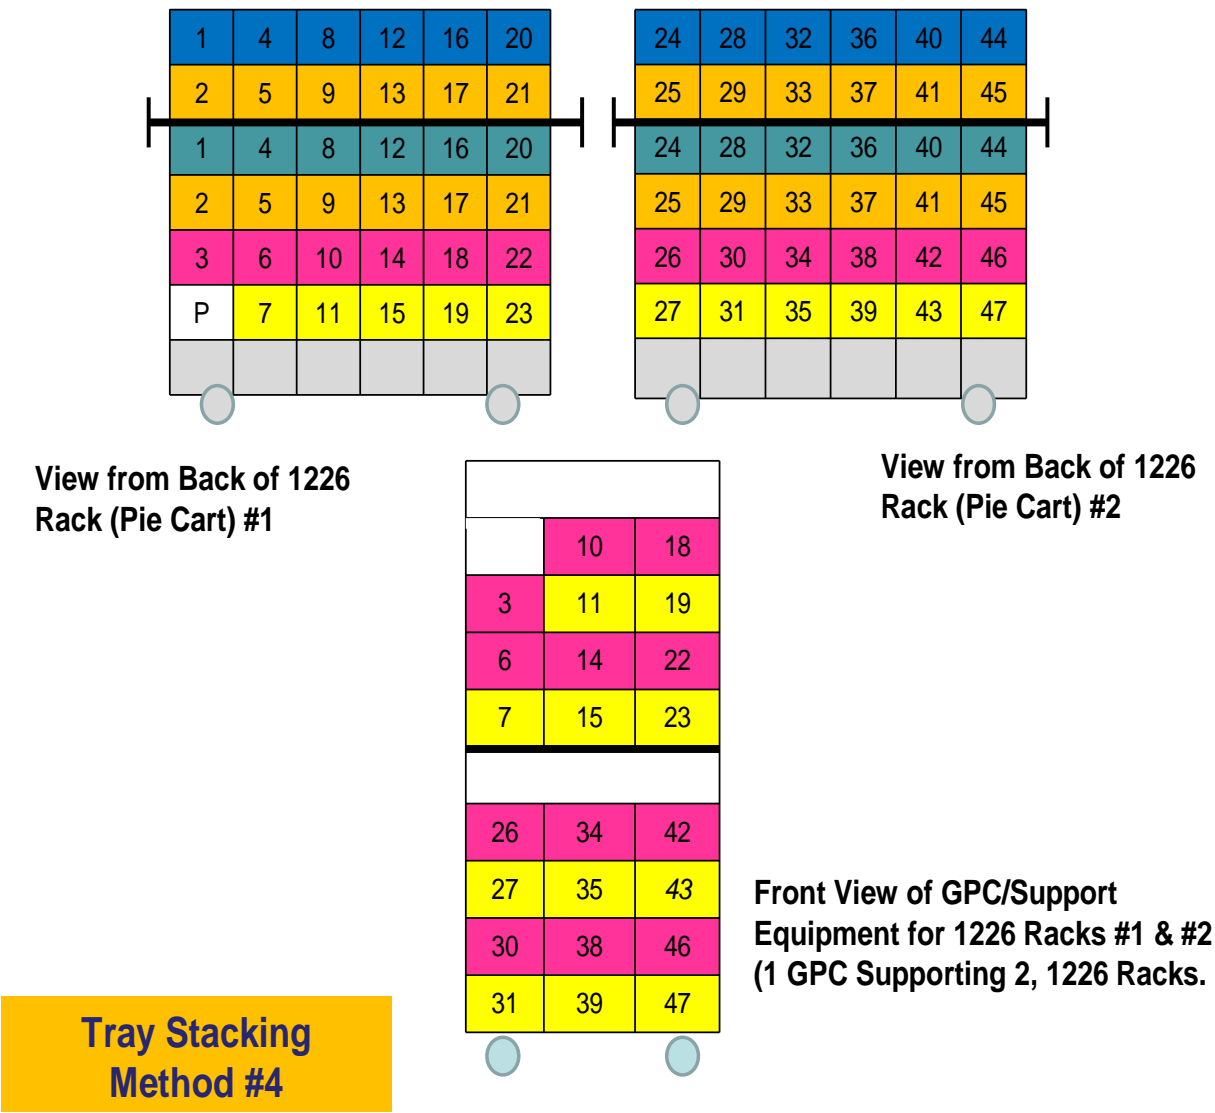 1 4 8 12 16 20
2 5 9 13 17 21
1 4 8 12 16 20
2 5 9 13 17 21
3 6 10 14 18 22
P 7 11 15 19 23
24 28 32 36 40 44
25 29 33 37 41 45
24 28 32 36 40 44
25 29 33 37 41 45
26 30 34 38 42 46
27 31 35 39 43 47
View from Back of 1226
Rack (Pie Cart) #1
View from Back of 1226
Rack (Pie Cart) #2
10 18
3 11 19
6 14 22
7 15 23
26 34 42
27 35 43
30 38 46
31 39 47
Front View of GPC/Support
Equipment for 1226 Racks #1 & #2
(1 GPC Supporting 2, 1226 Racks.
Tray Stacking
Method #4